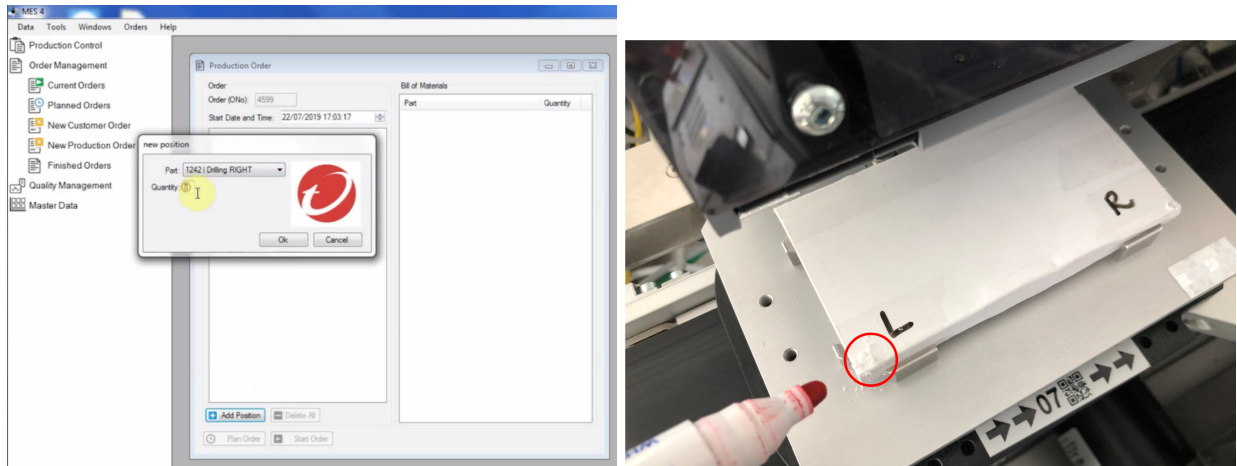 MES 4
Data Tools Windows Orders Help
Production Control
Order Management
Current Orders
Planned Orders
New Customer Order
New Production Order
Finished Orders
Quality Management
Master Data
Production Order
Order
Order (ONo): 4599
Start Date and Time: 22/07/2019 17:03:17
Bill of Materials
Part Quantity
new position
Part: 1242 | Drilling RIGHT
Quantity:
Ok Cancel
Add Position Delete All
Plan Order Start Order
R
L
07